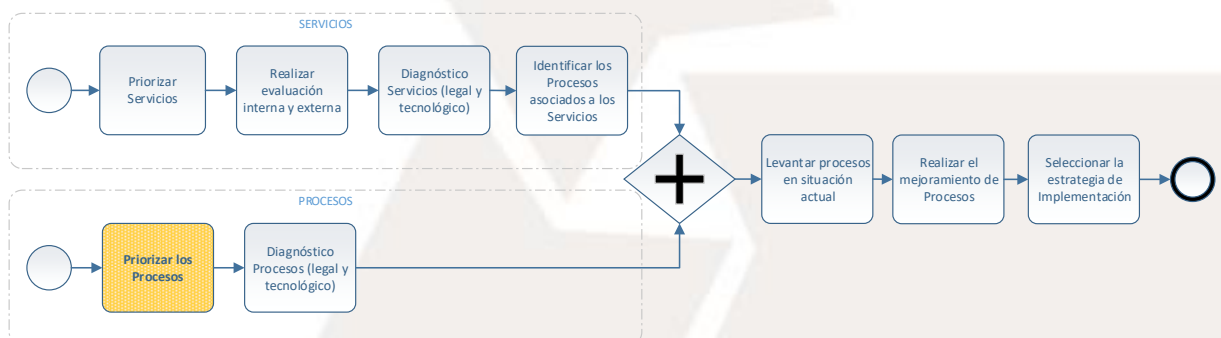 SERVICIOS
Priorizar
Servicios
Realizar
evaluación
interna y externa
Diagnóstico
Servicios (legal y
tecnológico)
Identificar los
Procesos
asociados a los
Servicios
Levantar procesos
en situación
actual
Realizar el
mejoramiento de
Procesos
Seleccionar la
estrategia de
Implementación
PROCESOS
Priorizar los
Procesos
Diagnóstico
Procesos (legal y
tecnológico)